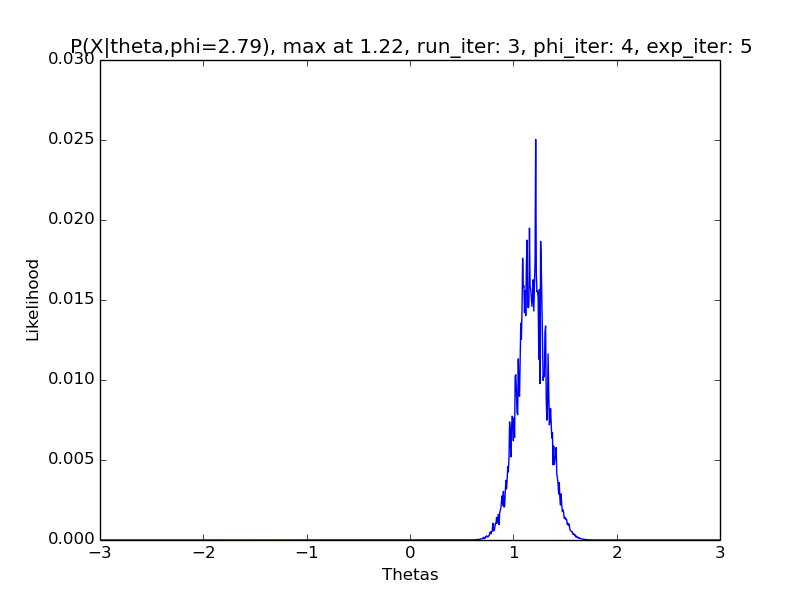 P(X|theta,phi=2.79), max at 1.22, run_iter: 3, phi_iter: 4, exp_iter: 5
0.030
0.025
0.020
0.015
0.010
0.005
0.000
Likelihood
−3 −2 −1 0 1 2 3
Thetas